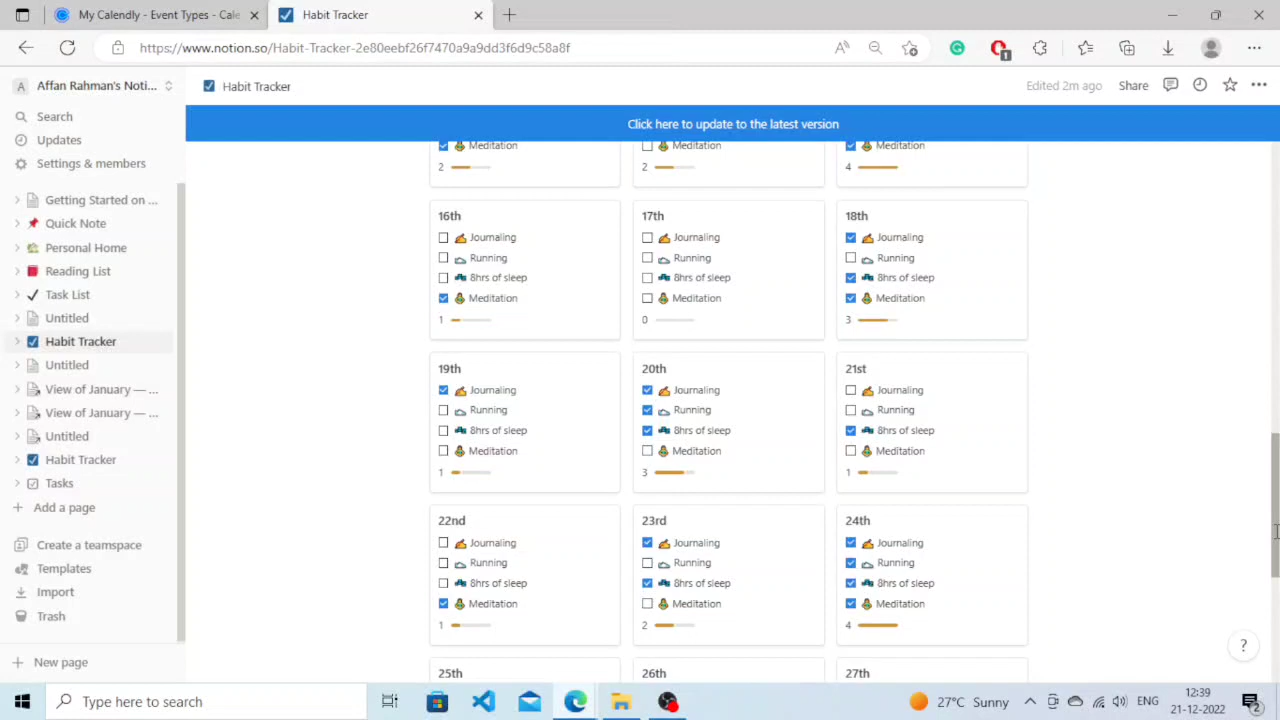 My Calendly - Event Types - Cale
Habit Tracker
https://www.notion.so/Habit-Tracker-2e80eebf26f7470a9a9dd3f6d9c58a8f
A Affan Rahman's Noti...
Habit Tracker
Edited 2m ago Share
Click here to update to the latest version
Search
Updates
Settings & members
Getting Started on ...
Quick Note
Personal Home
Reading List
Task List
Untitled
Habit Tracker
Untitled
View of January — ...
View of January — ...
Untitled
Habit Tracker
Tasks
Add a page
Create a teamspace
Templates
Import
Trash
New page
Meditation Meditation Meditation
2 2 4
16th 17th 18th
Journaling Journaling Journaling
Running Running Running
8hrs of sleep 8hrs of sleep 8hrs of sleep
Meditation Meditation Meditation
1 0 3
19th 20th 21st
Journaling Journaling Journaling
Running Running Running
8hrs of sleep 8hrs of sleep 8hrs of sleep
Meditation Meditation Meditation
1 3 1
22nd 23rd 24th
Journaling Journaling Journaling
Running Running Running
8hrs of sleep 8hrs of sleep 8hrs of sleep
Meditation Meditation Meditation
1 2 4
25th 26th 27th
?
Type here to search
27°C Sunny
ENG
12:39
21-12-2022
2